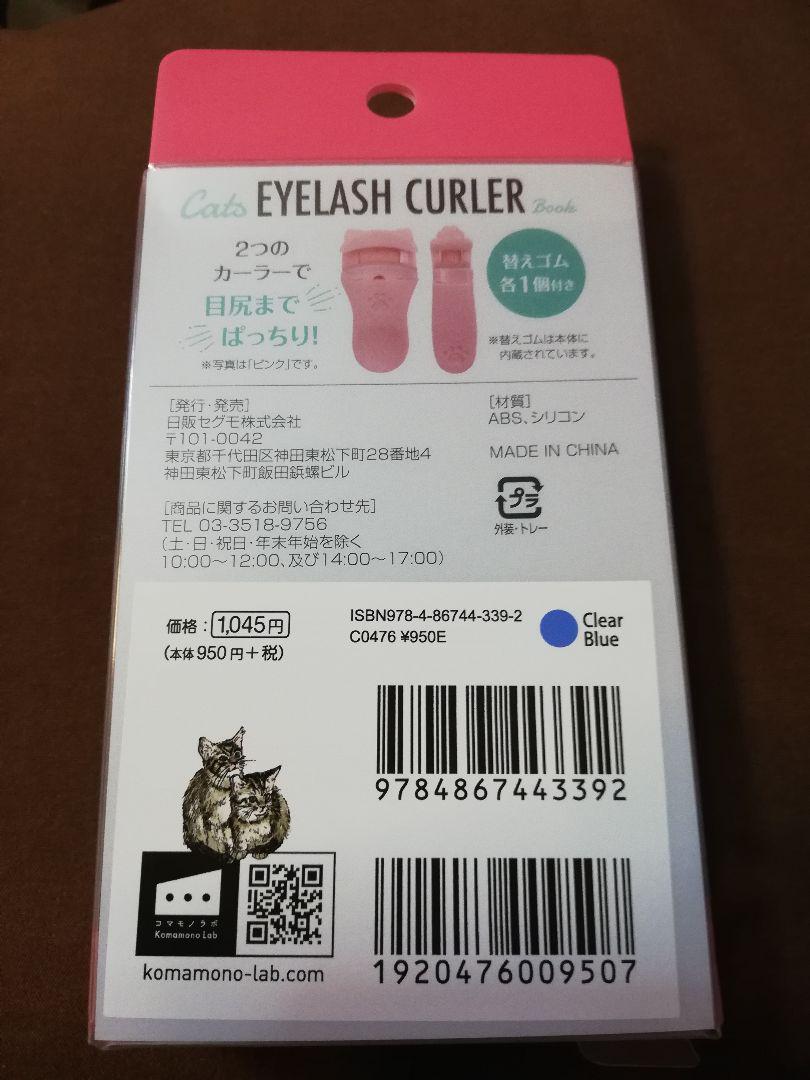 Cats EYELASH CURLER Book
2つの
カーラーで
目尻まで
ぱっちり!
※写真は「ピンク」です。
替えゴム
各1個付き
※替えゴムは本体に
内蔵されています。
[発行・発売]
日販セグモ株式会社
〒101-0042
東京都千代田区神田東松下町28番地4
神田東松下町飯田鋲螺ビル
[商品に関するお問い合わせ先]
TEL 03-3518-9756
(土・日・祝日・年末年始を除く
10:00〜12:00、及び14:00〜17:00)
[材質]
ABS、シリコン
MADE IN CHINA
プラ
外装・トレー
価格:1,045円
(本体950円+税)
ISBN978-4-86744-339-2
C0476 ¥950E
Clear
Blue
9784867443392
1920476009507
コマモノラボ
Komamono Lab
komamono-lab.com